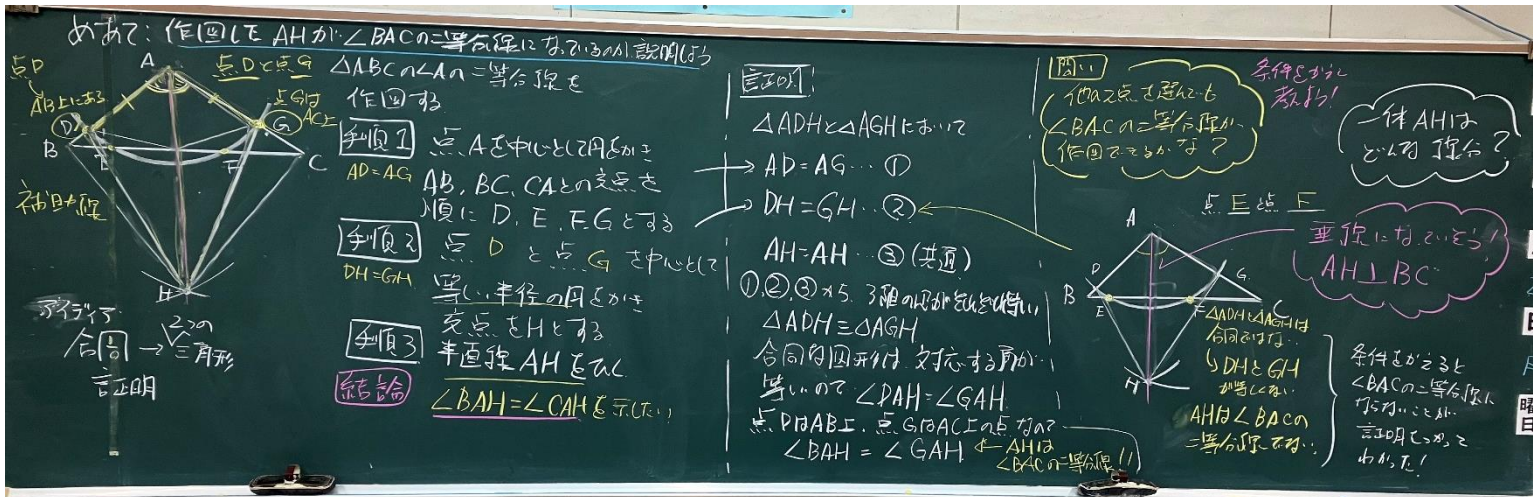 めあて:作図したAHが∠BACの二等分線になっているのか説明しよう
点D
AB上にある
点Dと点G
点Gは
AC上
A
D
G
B
E
F
C
H
補助線
アイディア
合同→2つの
三角形
証明
△ABCの∠Aの二等分線を
作図する
手順1 点Aを中心として円をかき
AD=AG
AB、BC、CAとの交点を
順にD、E、F、Gとする
手順2 点Dと点Gを中心として
DH=GH
等しい半径の円をかき
交点をHとする
手順3 半直線AHをひく
結論 ∠BAH=∠CAHを示したい
証明
△ADHと△AGHにおいて
AD=AG…①
DH=GH…②
AH=AH…③(共通)
①、②、③から、3組の辺がそれぞれ等しい
△ADH≡△AGH
合同な図形は、対応する角が
等しいので ∠DAH=∠GAH
点DはAB上、点GはAC上の点なので
∠BAH=∠GAH ←AHは
∠BACの二等分線!!
問い
他の2点を選んでも
∠BACの二等分線が
作図できるかな?
条件をかえて
考えよう!
一体AHは
どんな線分?
点Eと点F
垂線になっていそう!
AH⊥BC
A
D
G
B
E
F
C
H
△ADHと△AGHは
合同ではない
↳DHとGH
が等しくない
AHは∠BACの
二等分線でない
条件をかえると
∠BACの二等分線に
ならないことが
証明をつかって
わかった!
曜
日